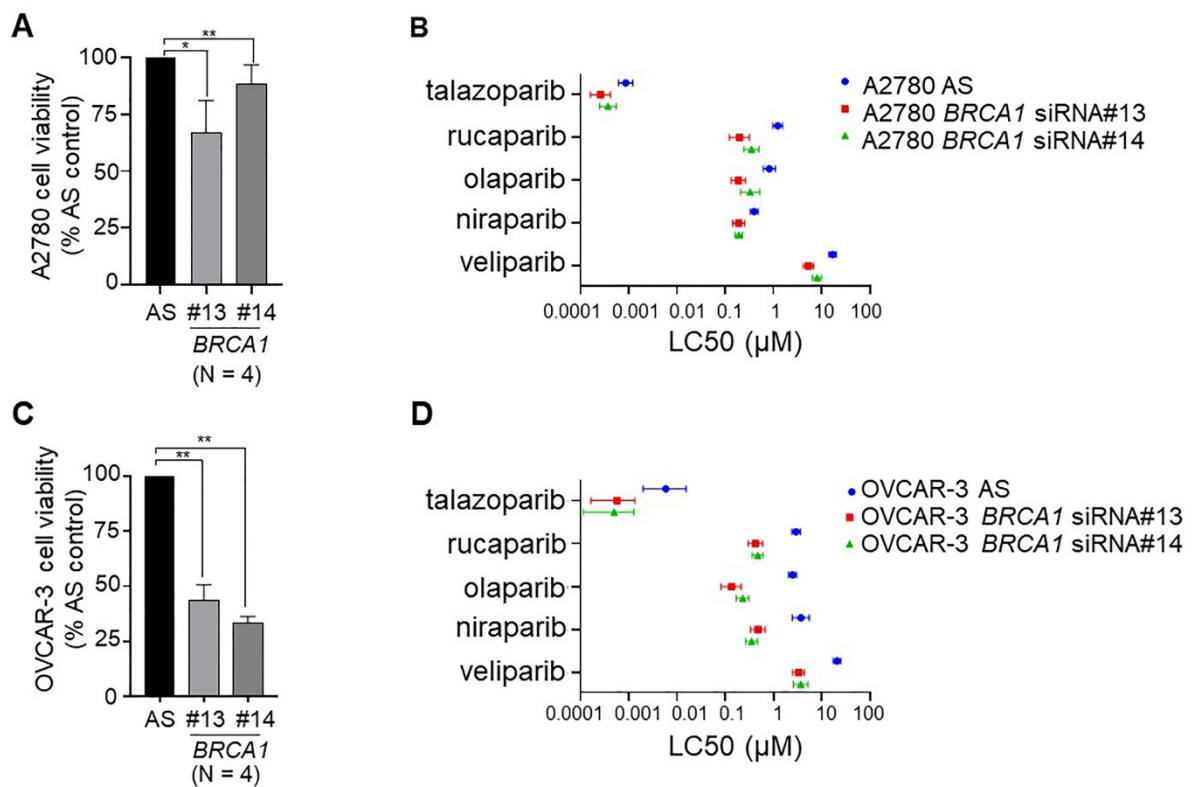 A
A2780 cell viability
(% AS control)
100
75
50
25
0
**
*
AS #13 #14
BRCA1
(N = 4)
B
talazoparib
rucaparib
olaparib
niraparib
veliparib
0.0001 0.001 0.01 0.1 1 10 100
LC50 (µM)
A2780 AS
A2780 BRCA1 siRNA#13
A2780 BRCA1 siRNA#14
C
OVCAR-3 cell viability
(% AS control)
100
75
50
25
0
**
**
AS #13 #14
BRCA1
(N = 4)
D
talazoparib
rucaparib
olaparib
niraparib
veliparib
0.0001 0.001 0.01 0.1 1 10 100
LC50 (µM)
OVCAR-3 AS
OVCAR-3 BRCA1 siRNA#13
OVCAR-3 BRCA1 siRNA#14